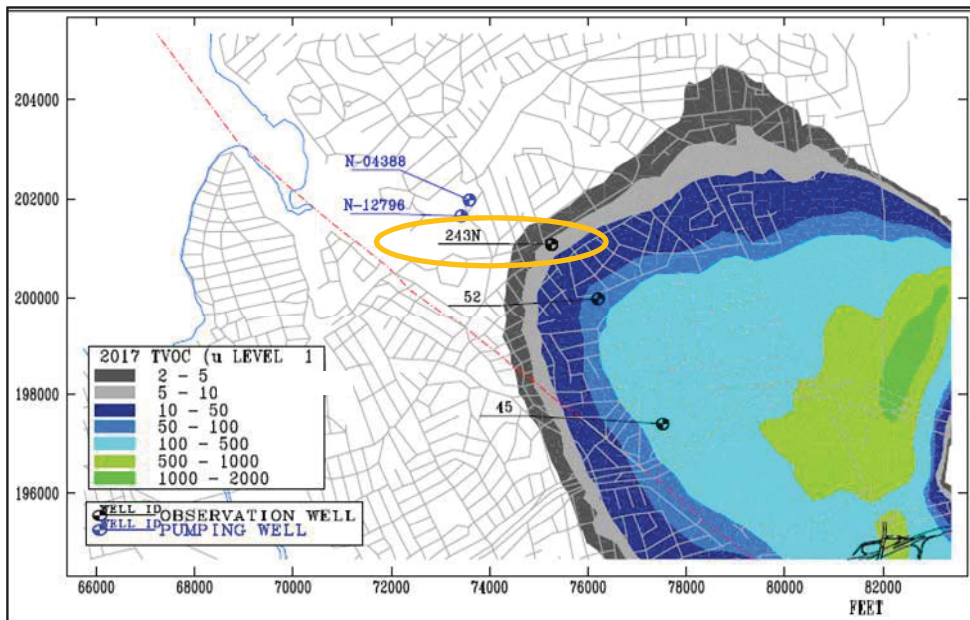 204000
202000
200000
198000
196000
N-04388
N-12796
243N
52
45
2017 TVOC (u LEVEL 1
2 - 5
5 - 10
10 - 50
50 - 100
100 - 500
500 - 1000
1000 - 2000
WELL ID OBSERVATION WELL
WELL ID PUMPING WELL
66000 68000 70000 72000 74000 76000 78000 80000 82000
FEET